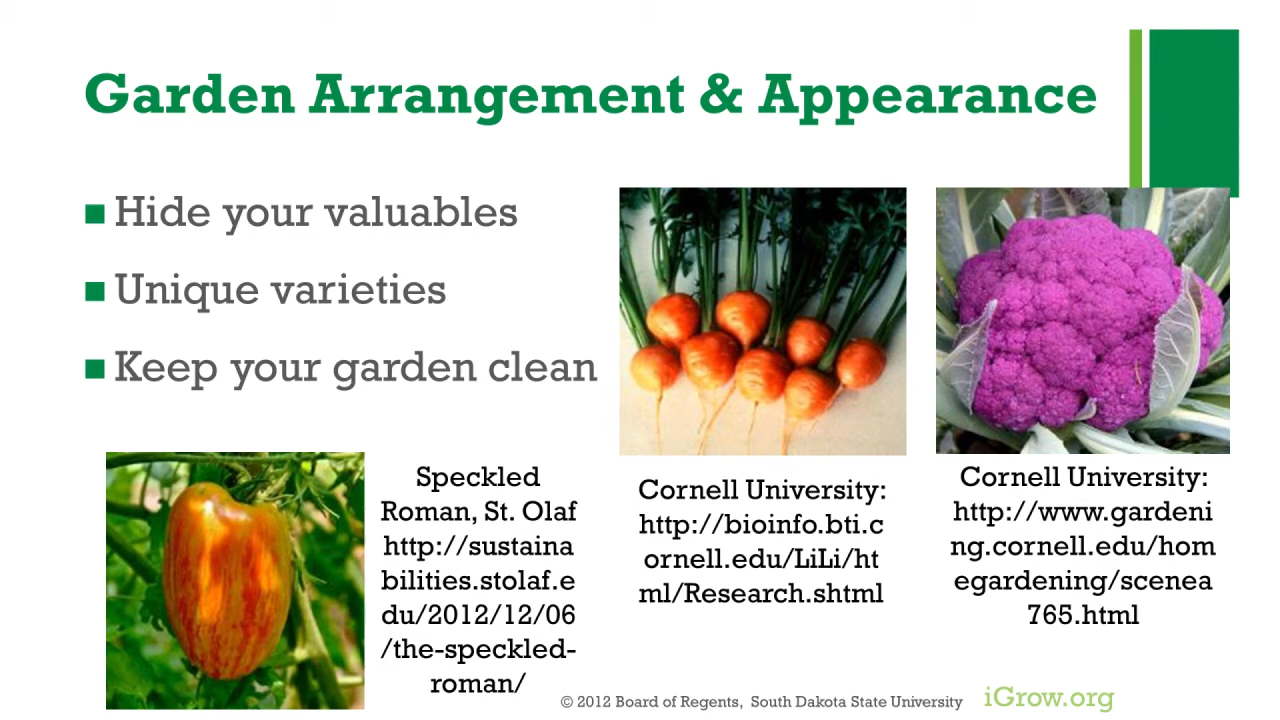 Garden Arrangement & Appearance
■ Hide your valuables
■ Unique varieties
■ Keep your garden clean
Speckled
Roman, St. Olaf
http://sustaina
bilities.stolaf.e
du/2012/12/06
/the-speckled-
roman/
Cornell University:
http://bioinfo.bti.c
ornell.edu/LiLi/ht
ml/Research.shtml
Cornell University:
http://www.gardeni
ng.cornell.edu/hom
egardening/scenea
765.html
© 2012 Board of Regents, South Dakota State University
iGrow.org